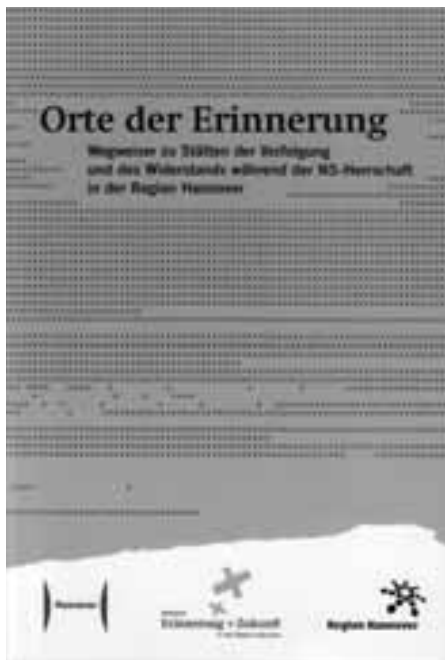 Orte der Erinnerung
Wegweiser zu Stätten der Verfolgung
und des Widerstands während der NS-Herrschaft
in der Region Hannover
Hannover
Erinnerung + Zukunft
Region Hannover